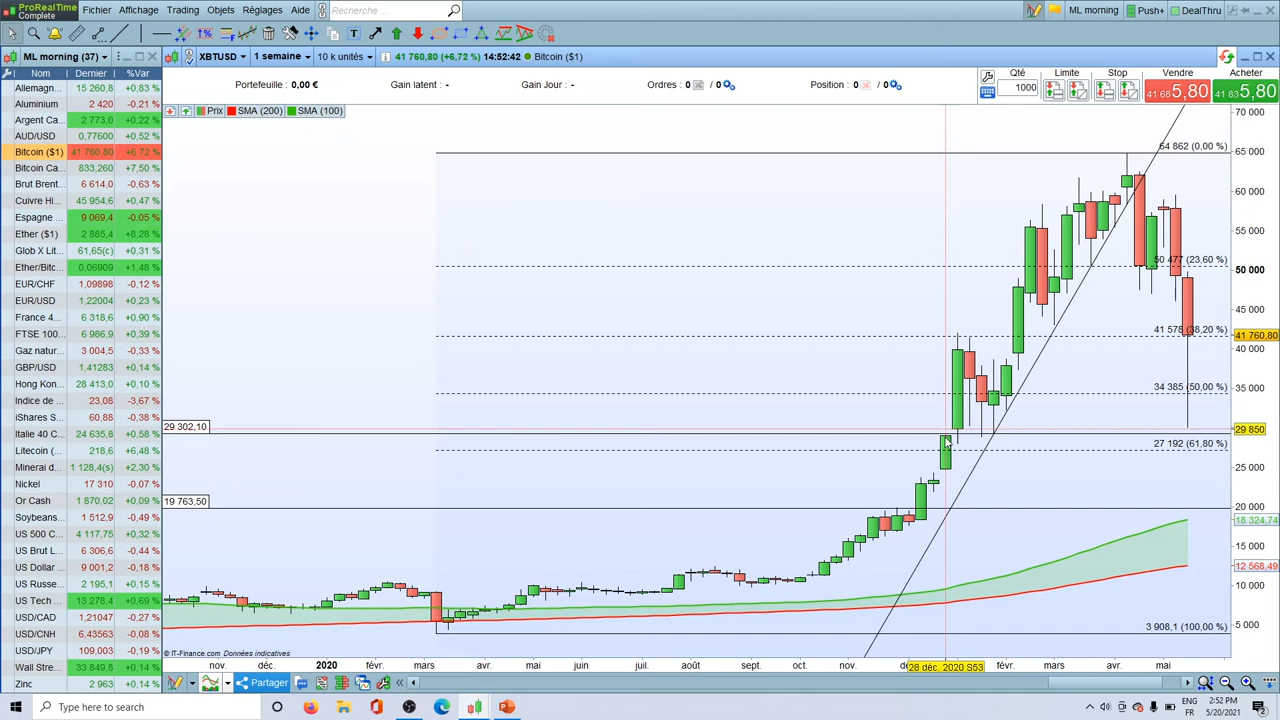 ProRealTime
Complete
Fichier Affichage Trading Objets Réglages Aide Recherche ML morning Push+ DealThru
ML morning (37) XBTUSD 1 semaine 10 k unités 41 760,80 (+6,72 %) 14:52:42 Bitcoin ($1)
Nom Dernier %Var
Portefeuille : 0,00 € Gain latent : - Gain Jour : - Ordres : 0 / 0 Position : 0 / 0
Qté Limite Stop Vendre Acheter
1000 41 685,80 41 835,80
Prix SMA (200) SMA (100)
Allemagn... 15 260,8 +0,83 %
Aluminium 2 420 -0,21 %
Argent Ca... 2 773,0 +0,22 %
AUD/USD 0,77600 +0,52 %
Bitcoin ($1) 41 760.80 +6,72 %
Bitcoin Ca... 833,260 +7,50 %
Brut Brent... 6 614,0 -0,63 %
Cuivre Hi... 45 954,6 +0,47 %
Espagne ... 9 069,4 -0,05 %
Ether ($1) 2 885,4 +8,28 %
Glob X Lit... 61,65(c) +0,31 %
Ether/Bitc... 0,06909 +1,48 %
EUR/CHF 1,09898 -0,12 %
EUR/USD 1,22004 +0,23 %
France 4... 6 318,6 +0,90 %
FTSE 100... 6 986,9 +0,39 %
Gaz natur... 3 004,5 -0,33 %
GBP/USD 1,41283 +0,14 %
Hong Kon... 28 413,0 +0,10 %
Indice de ... 23,08 -3,67 %
iShares S... 60,88 -0,38 %
Italie 40 C... 24 635,8 +0,58 %
Litecoin (... 218,6 +6,48 %
Minerai d... 1 128,4(s) +2,30 %
Nickel 17 310 -0,07 %
Or Cash 1 870,02 +0,09 %
Soybeans... 1 512,9 -0,49 %
US 500 C... 4 117,75 +0,32 %
US Brut L... 6 306,6 -0,44 %
US Dollar ... 9 001,2 -0,18 %
US Russe... 2 195,1 +0,15 %
US Tech ... 13 278,4 +0,69 %
USD/CAD 1,21047 -0,27 %
USD/CNH 6,43563 -0,08 %
USD/JPY 109,003 -0,19 %
Wall Stre... 33 849,8 +0,14 %
Zinc 2 963 +0,14 %
64 862 (0,00 %)
50 477 (23,60 %)
41 578 (38,20 %)
34 385 (50,00 %)
29 302,10
27 192 (61,80 %)
19 763,50
3 908,1 (100,00 %)
70 000
65 000
60 000
55 000
50 000
45 000
41 760,80
40 000
35 000
29 850
25 000
20 000
18 324,74
15 000
12 568,49
10 000
5 000
© IT-Finance.com Données indicatives
nov. déc. 2020 févr. mars avr. mai juin juil. août sept. oct. nov. 28 déc. 2020 S53 févr. mars avr. mai
Partager
Type here to search
ENG 2:52 PM
FR 5/20/2021
2